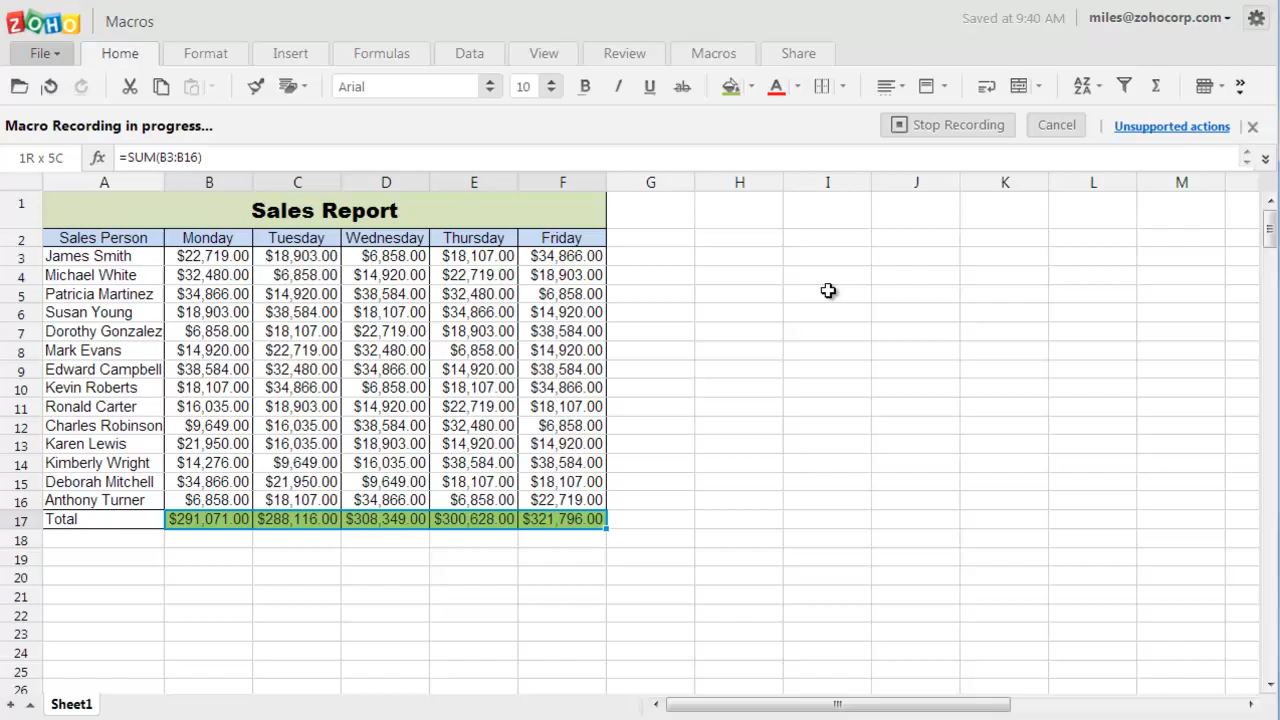 ZOHO Macros Saved at 9:40 AM miles@zohocorp.com
File Home Format Insert Formulas Data View Review Macros Share
Arial 10 B I U ab A AZ ZA Σ
Macro Recording in progress... Stop Recording Cancel Unsupported actions
1R x 5C fx =SUM(B3:B16)
A B C D E F G H I J K L M
1 Sales Report
2 Sales Person Monday Tuesday Wednesday Thursday Friday
3 James Smith $22,719.00 $18,903.00 $6,858.00 $18,107.00 $34,866.00
4 Michael White $32,480.00 $6,858.00 $14,920.00 $22,719.00 $18,903.00
5 Patricia Martinez $34,866.00 $14,920.00 $38,584.00 $32,480.00 $6,858.00
6 Susan Young $18,903.00 $38,584.00 $18,107.00 $34,866.00 $14,920.00
7 Dorothy Gonzalez $6,858.00 $18,107.00 $22,719.00 $18,903.00 $38,584.00
8 Mark Evans $14,920.00 $22,719.00 $32,480.00 $6,858.00 $14,920.00
9 Edward Campbell $38,584.00 $32,480.00 $34,866.00 $14,920.00 $38,584.00
10 Kevin Roberts $18,107.00 $34,866.00 $6,858.00 $18,107.00 $34,866.00
11 Ronald Carter $16,035.00 $18,903.00 $14,920.00 $22,719.00 $18,107.00
12 Charles Robinson $9,649.00 $16,035.00 $38,584.00 $32,480.00 $6,858.00
13 Karen Lewis $21,950.00 $16,035.00 $18,903.00 $14,920.00 $14,920.00
14 Kimberly Wright $14,276.00 $9,649.00 $16,035.00 $38,584.00 $38,584.00
15 Deborah Mitchell $34,866.00 $21,950.00 $9,649.00 $18,107.00 $18,107.00
16 Anthony Turner $6,858.00 $18,107.00 $34,866.00 $6,858.00 $22,719.00
17 Total $291,071.00 $288,116.00 $308,349.00 $300,628.00 $321,796.00
18
19
20
21
22
23
24
25
26
Sheet1